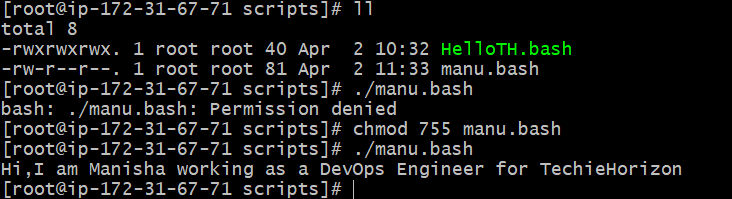 [root@ip-172-31-67-71 scripts]# ll
total 8
-rwxrwxrwx. 1 root root 40 Apr  2 10:32 HelloTH.bash
-rw-r--r--. 1 root root 81 Apr  2 11:33 manu.bash
[root@ip-172-31-67-71 scripts]# ./manu.bash
bash: ./manu.bash: Permission denied
[root@ip-172-31-67-71 scripts]# chmod 755 manu.bash
[root@ip-172-31-67-71 scripts]# ./manu.bash
Hi,I am Manisha working as a DevOps Engineer for TechieHorizon
[root@ip-172-31-67-71 scripts]#